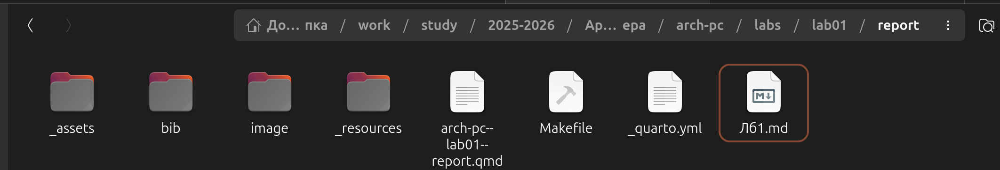 До... пка / work / study / 2025-2026 / Ар... ера / arch-pc / labs / lab01 / report
_assets
bib
image
_resources
arch-pc--
lab01--
report.qmd
Makefile
_quarto.yml
M
Лб1.md